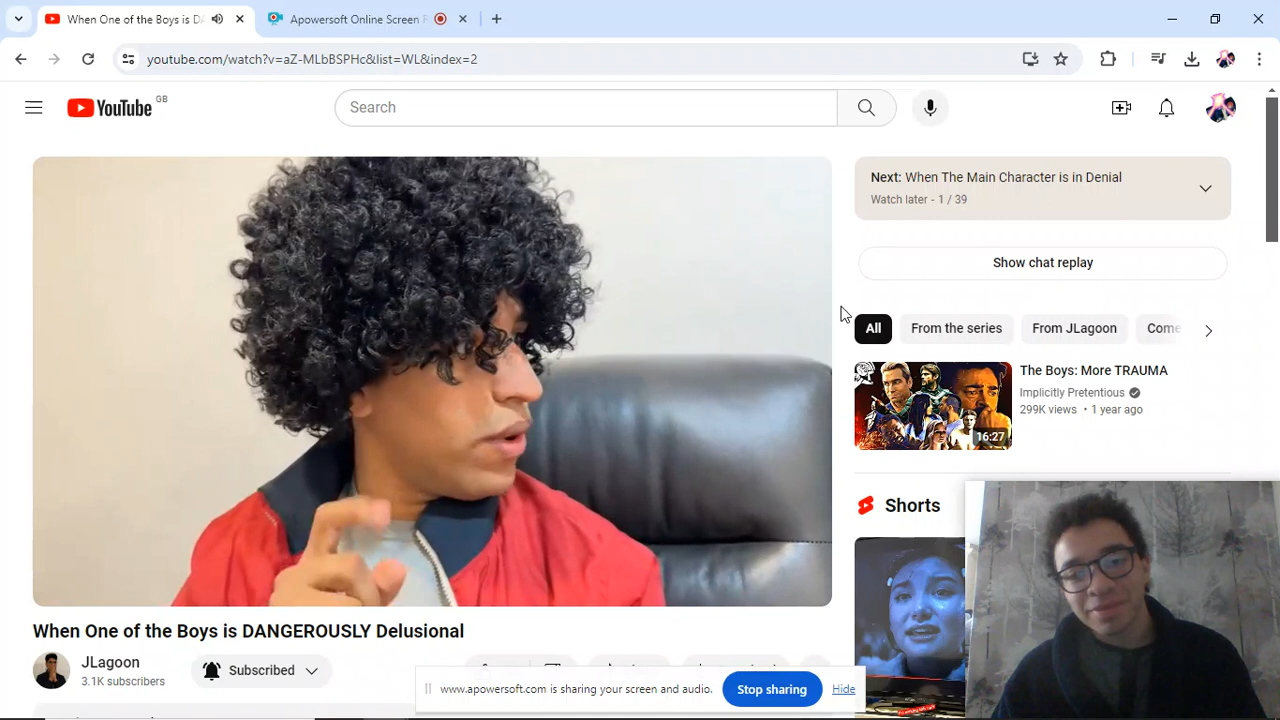 When One of the Boys is D
Apowersoft Online Screen
youtube.com/watch?v=aZ-MLbBSPHc&list=WL&index=2
YouTube GB
Search
Next: When The Main Character is in Denial
Watch later - 1 / 39
Show chat replay
All
From the series
From JLagoon
Come
The Boys: More TRAUMA
Implicitly Pretentious
299K views • 1 year ago
16:27
Shorts
When One of the Boys is DANGEROUSLY Delusional
JLagoon
3.1K subscribers
Subscribed
www.apowersoft.com is sharing your screen and audio.
Stop sharing
Hide